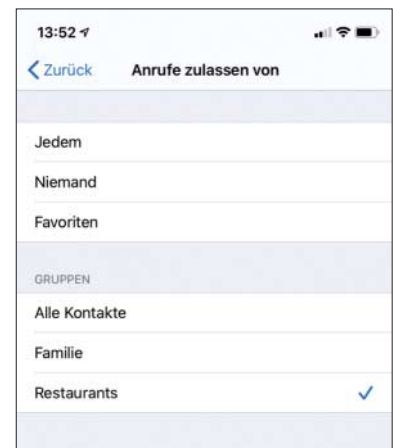 13:52
Zurück Anrufe zulassen von
Jedem
Niemand
Favoriten
GRUPPEN
Alle Kontakte
Familie
Restaurants